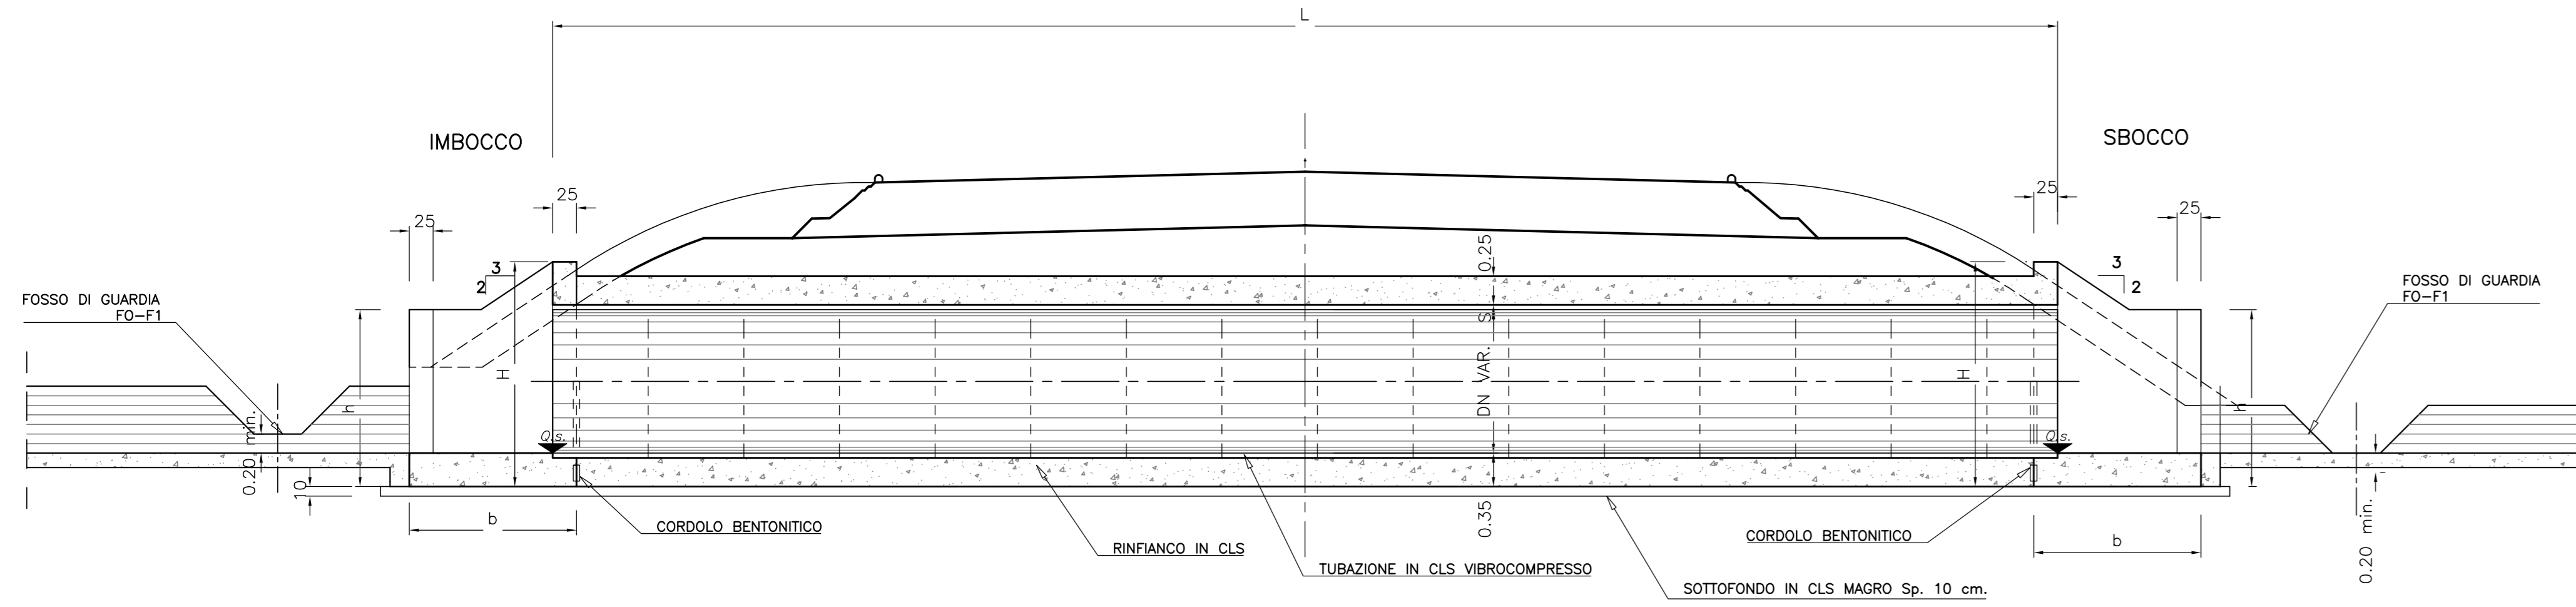 L
IMBOCCO
SBOCCO
25
25
25
25
3
2
3
2
FOSSO DI GUARDIA
FO-F1
FOSSO DI GUARDIA
FO-F1
0.25
S
DN VAR.
0.35
H
h
H
h
Q.s.
Q.s.
0.20 min.
10
0.20 min.
b
b
CORDOLO BENTONITICO
RINFIANCO IN CLS
TUBAZIONE IN CLS VIBROCOMPRESSO
CORDOLO BENTONITICO
SOTTOFONDO IN CLS MAGRO Sp. 10 cm.